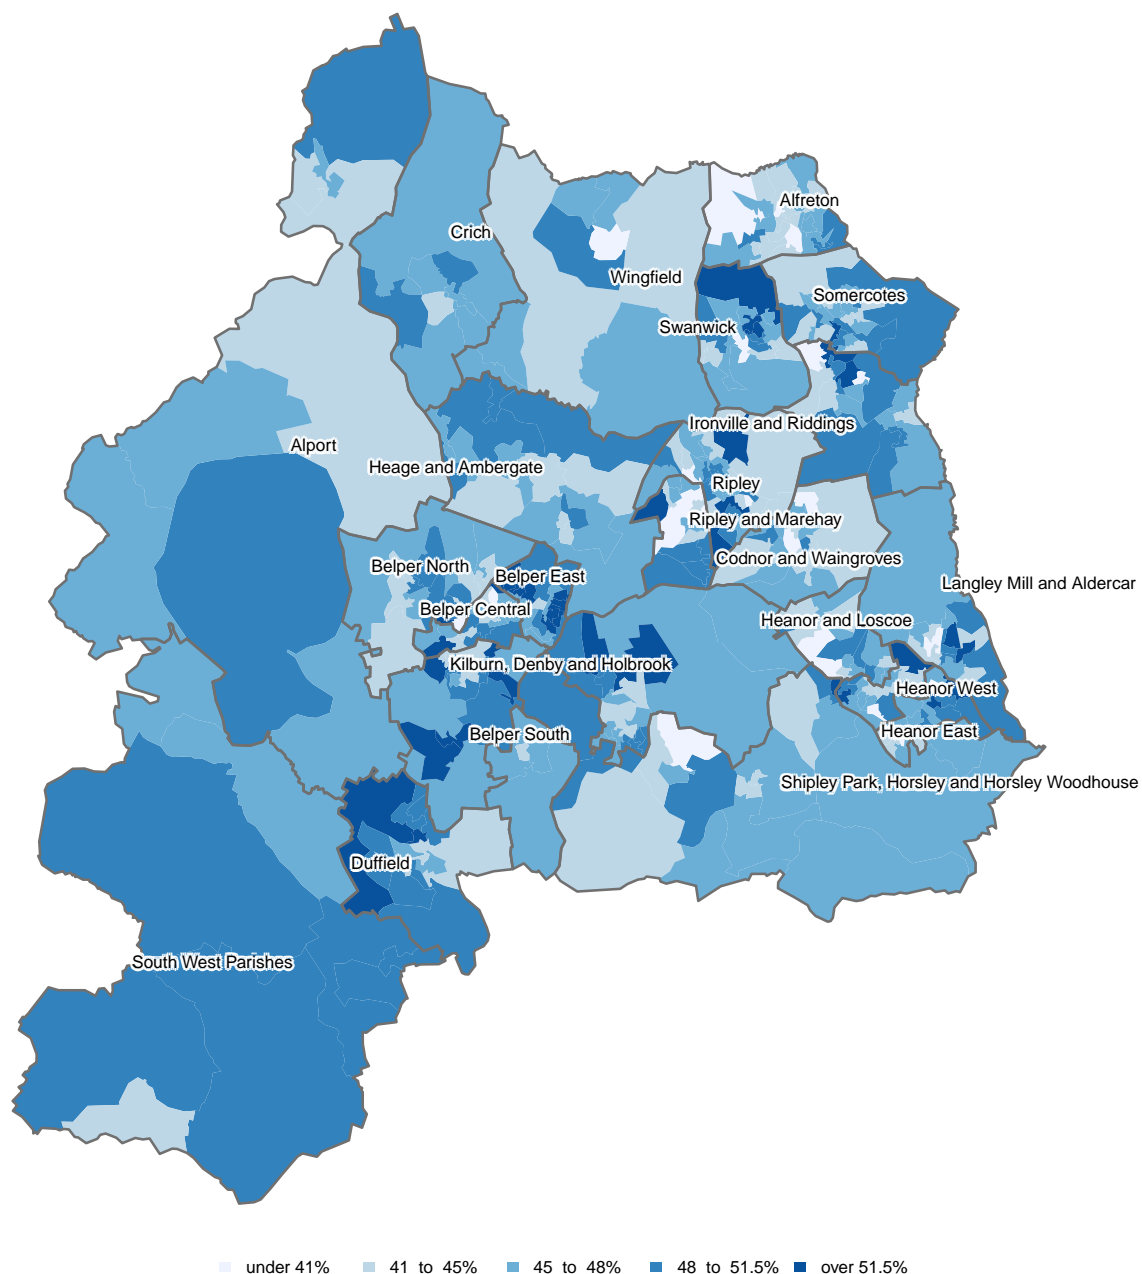 Alfreton
Crich
Wingfield
Somercotes
Swanwick
Ironville and Riddings
Alport
Heage and Ambergate
Ripley
Ripley and Marehay
Codnor and Waingroves
Belper North
Belper East
Langley Mill and Aldercar
Belper Central
Heanor and Loscoe
Kilburn, Denby and Holbrook
Heanor West
Belper South
Heanor East
Shipley Park, Horsley and Horsley Woodhouse
Duffield
South West Parishes
under 41% 41 to 45% 45 to 48% 48 to 51.5% over 51.5%